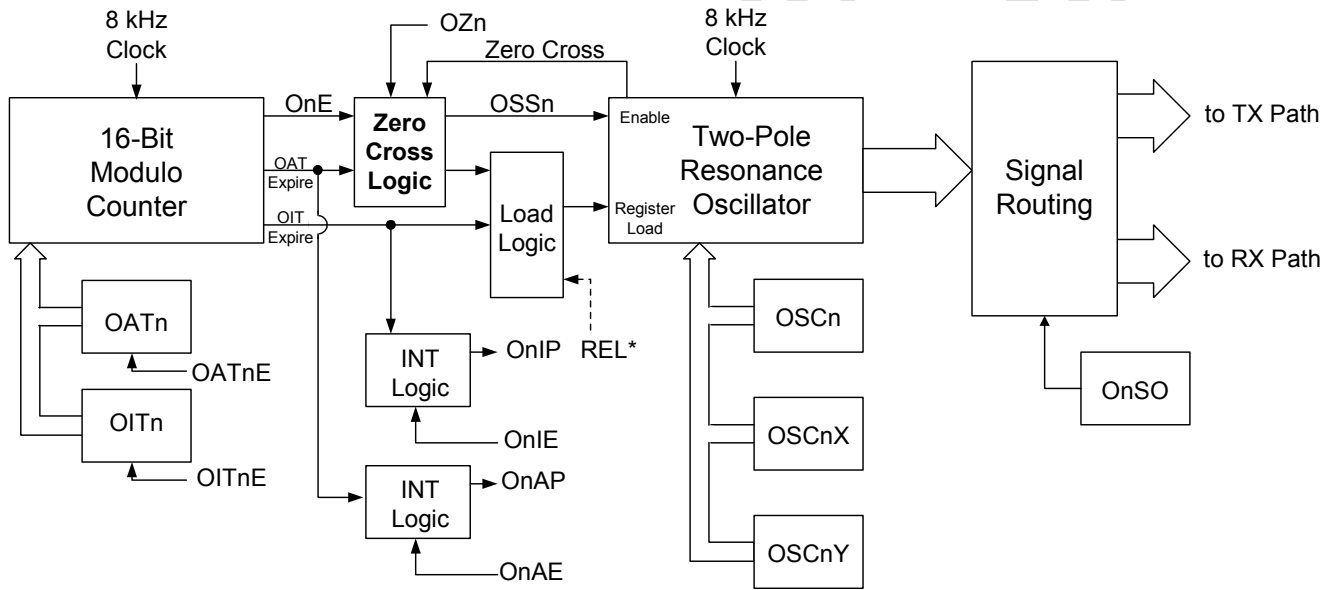 8 kHz
Clock
OZn
8 kHz
Clock
Zero Cross
16-Bit
Modulo
Counter
OnE
OAT
Expire
OIT
Expire
Zero
Cross
Logic
OSSn
Load
Logic
Enable
Register
Load
Two-Pole
Resonance
Oscillator
Signal
Routing
to TX Path
to RX Path
OATn
OATnE
OITn
OITnE
INT
Logic
OnIP
REL*
OnIE
INT
Logic
OnAP
OnAE
OSCn
OSCnX
OSCnY
OnSO